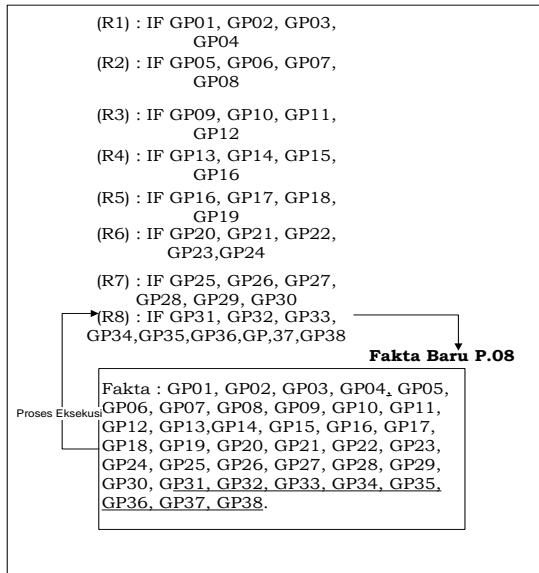 (R1) : IF GP01, GP02, GP03,
GP04
(R2) : IF GP05, GP06, GP07,
GP08
(R3) : IF GP09, GP10, GP11,
GP12
(R4) : IF GP13, GP14, GP15,
GP16
(R5) : IF GP16, GP17, GP18,
GP19
(R6) : IF GP20, GP21, GP22,
GP23,GP24
(R7) : IF GP25, GP26, GP27,
GP28, GP29, GP30
(R8) : IF GP31, GP32, GP33,
GP34,GP35,GP36,GP,37,GP38
Fakta Baru P.08
Proses Eksekusi
Fakta : GP01, GP02, GP03, GP04, GP05,
GP06, GP07, GP08, GP09, GP10, GP11,
GP12, GP13,GP14, GP15, GP16, GP17,
GP18, GP19, GP20, GP21, GP22, GP23,
GP24, GP25, GP26, GP27, GP28, GP29,
GP30, GP31, GP32, GP33, GP34, GP35,
GP36, GP37, GP38.